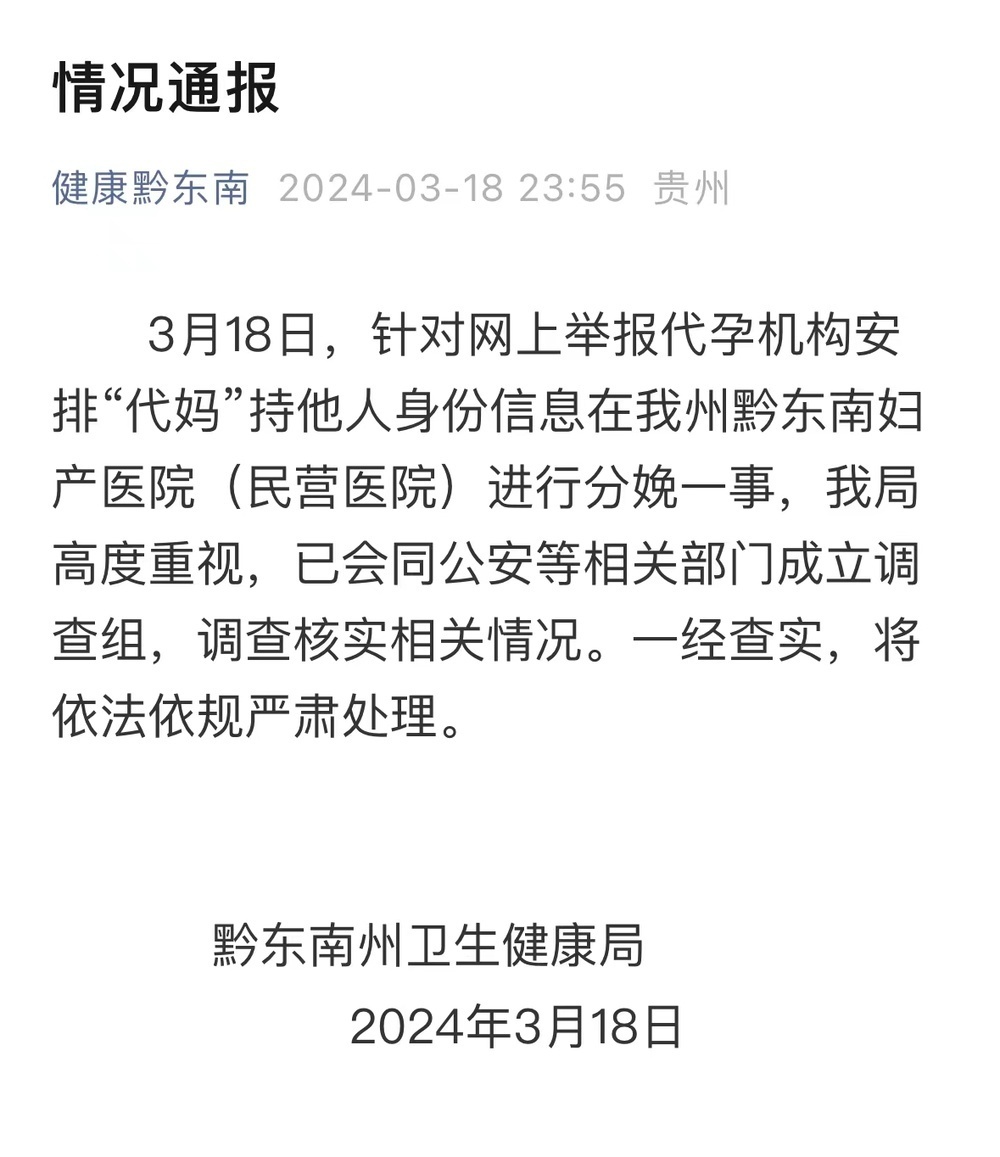 情况通报
健康黔东南 2024-03-18 23:55 贵州
3月18日，针对网上举报代孕机构安
排“代妈”持他人身份信息在我州黔东南妇
产医院（民营医院）进行分娩一事，我局
高度重视，已会同公安等相关部门成立调
查组，调查核实相关情况。一经查实，将
依法依规严肃处理。
黔东南州卫生健康局
2024年3月18日